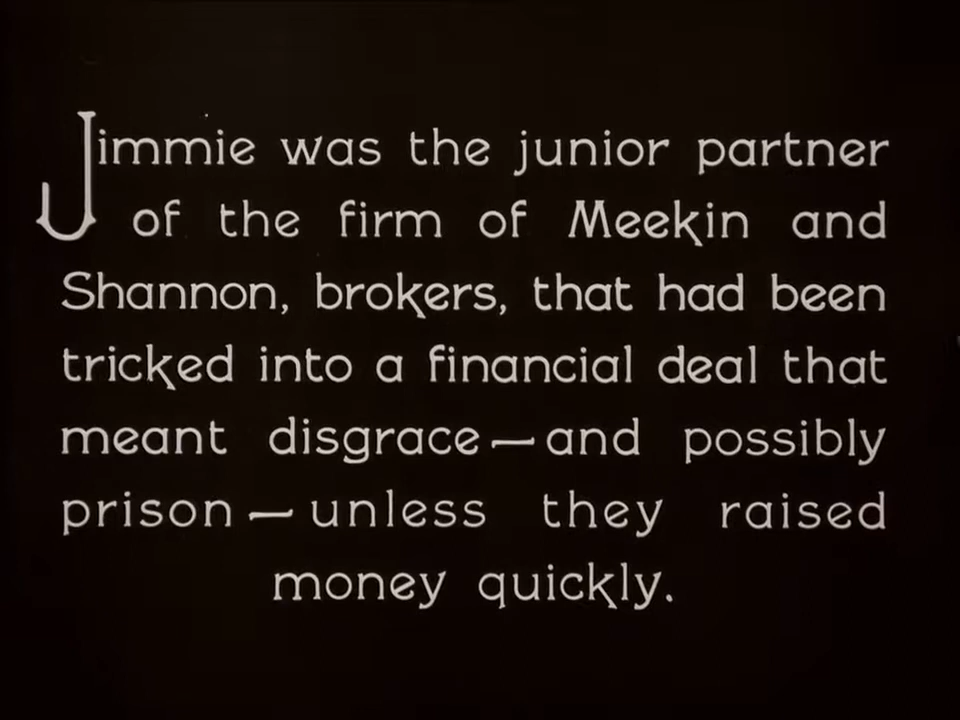 Jimmie was the junior partner
of the firm of Meekin and
Shannon, brokers, that had been
tricked into a financial deal that
meant disgrace—and possibly
prison—unless they raised
money quickly.